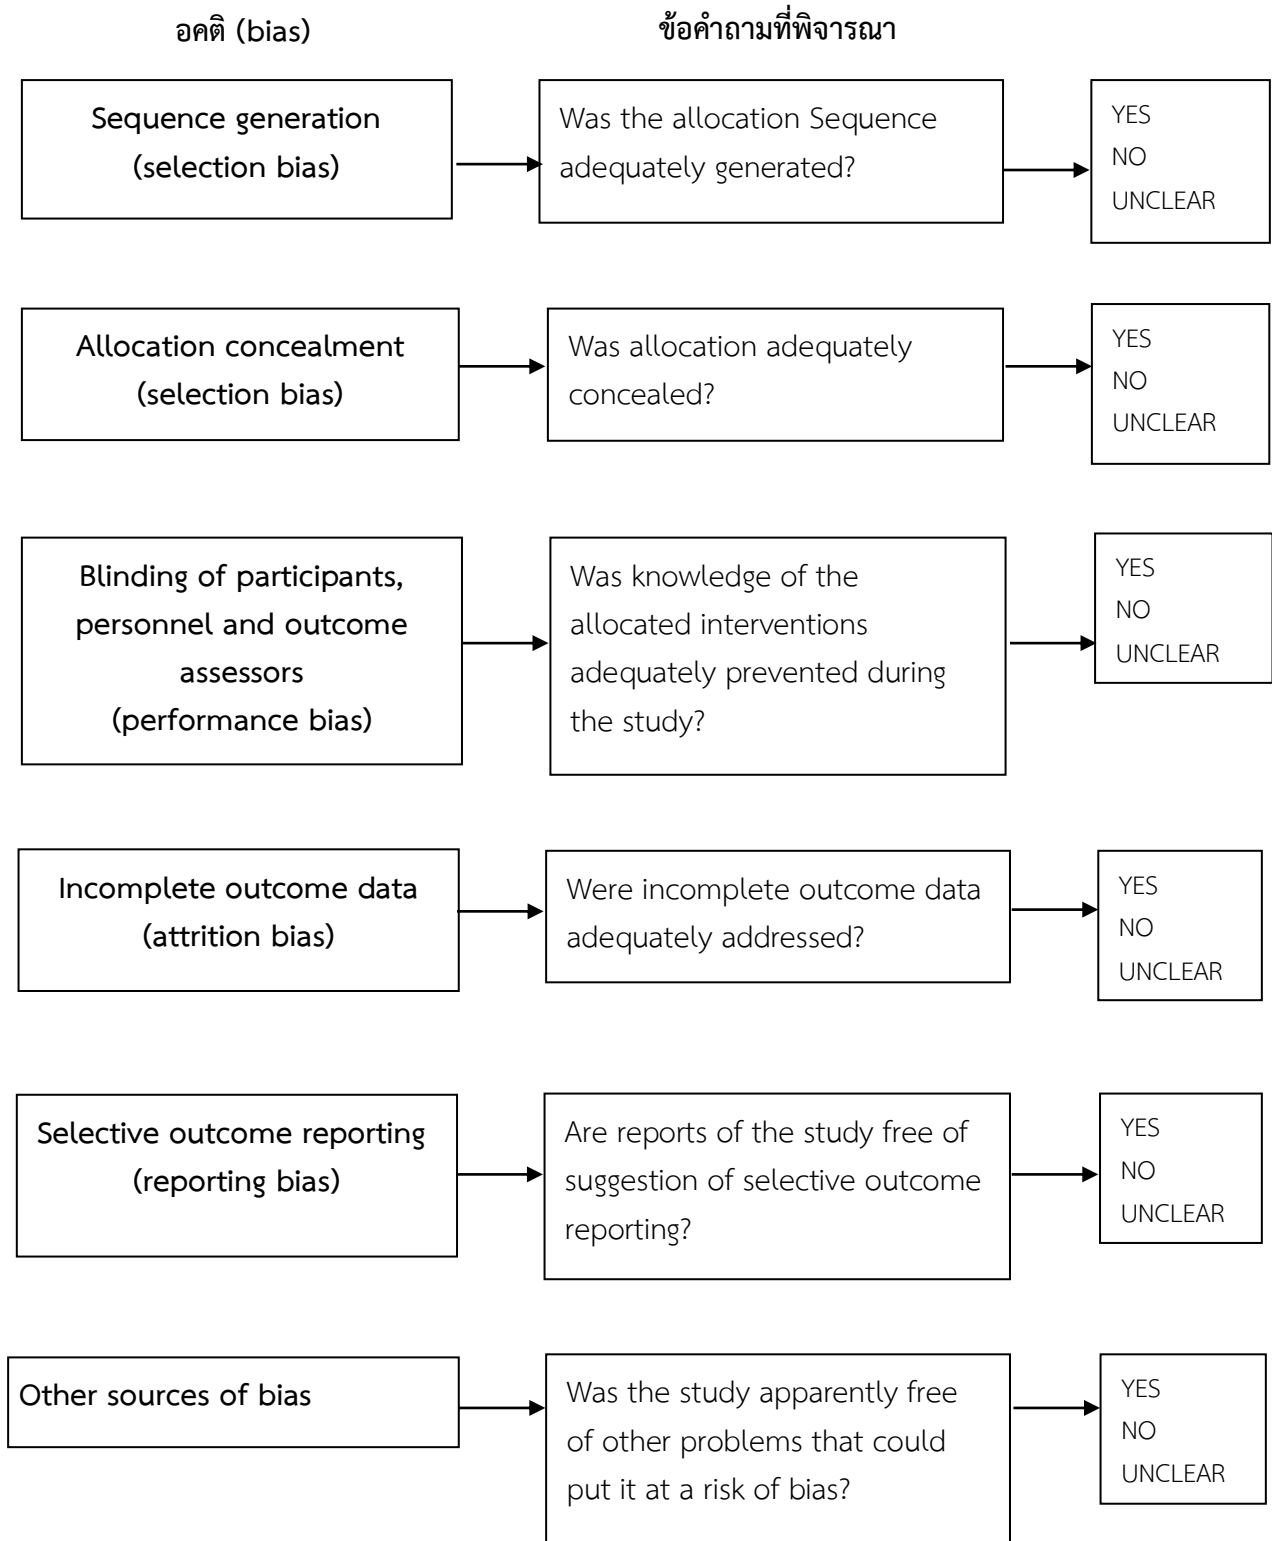 อคติ (bias)
ข้อคำถามที่พิจารณา
Sequence generation
(selection bias)
Was the allocation Sequence
adequately generated?
YES
NO
UNCLEAR
Allocation concealment
(selection bias)
Was allocation adequately
concealed?
YES
NO
UNCLEAR
Blinding of participants,
personnel and outcome
assessors
(performance bias)
Was knowledge of the
allocated interventions
adequately prevented during
the study?
YES
NO
UNCLEAR
Incomplete outcome data
(attrition bias)
Were incomplete outcome data
adequately addressed?
YES
NO
UNCLEAR
Selective outcome reporting
(reporting bias)
Are reports of the study free of
suggestion of selective outcome
reporting?
YES
NO
UNCLEAR
Other sources of bias
Was the study apparently free
of other problems that could
put it at a risk of bias?
YES
NO
UNCLEAR